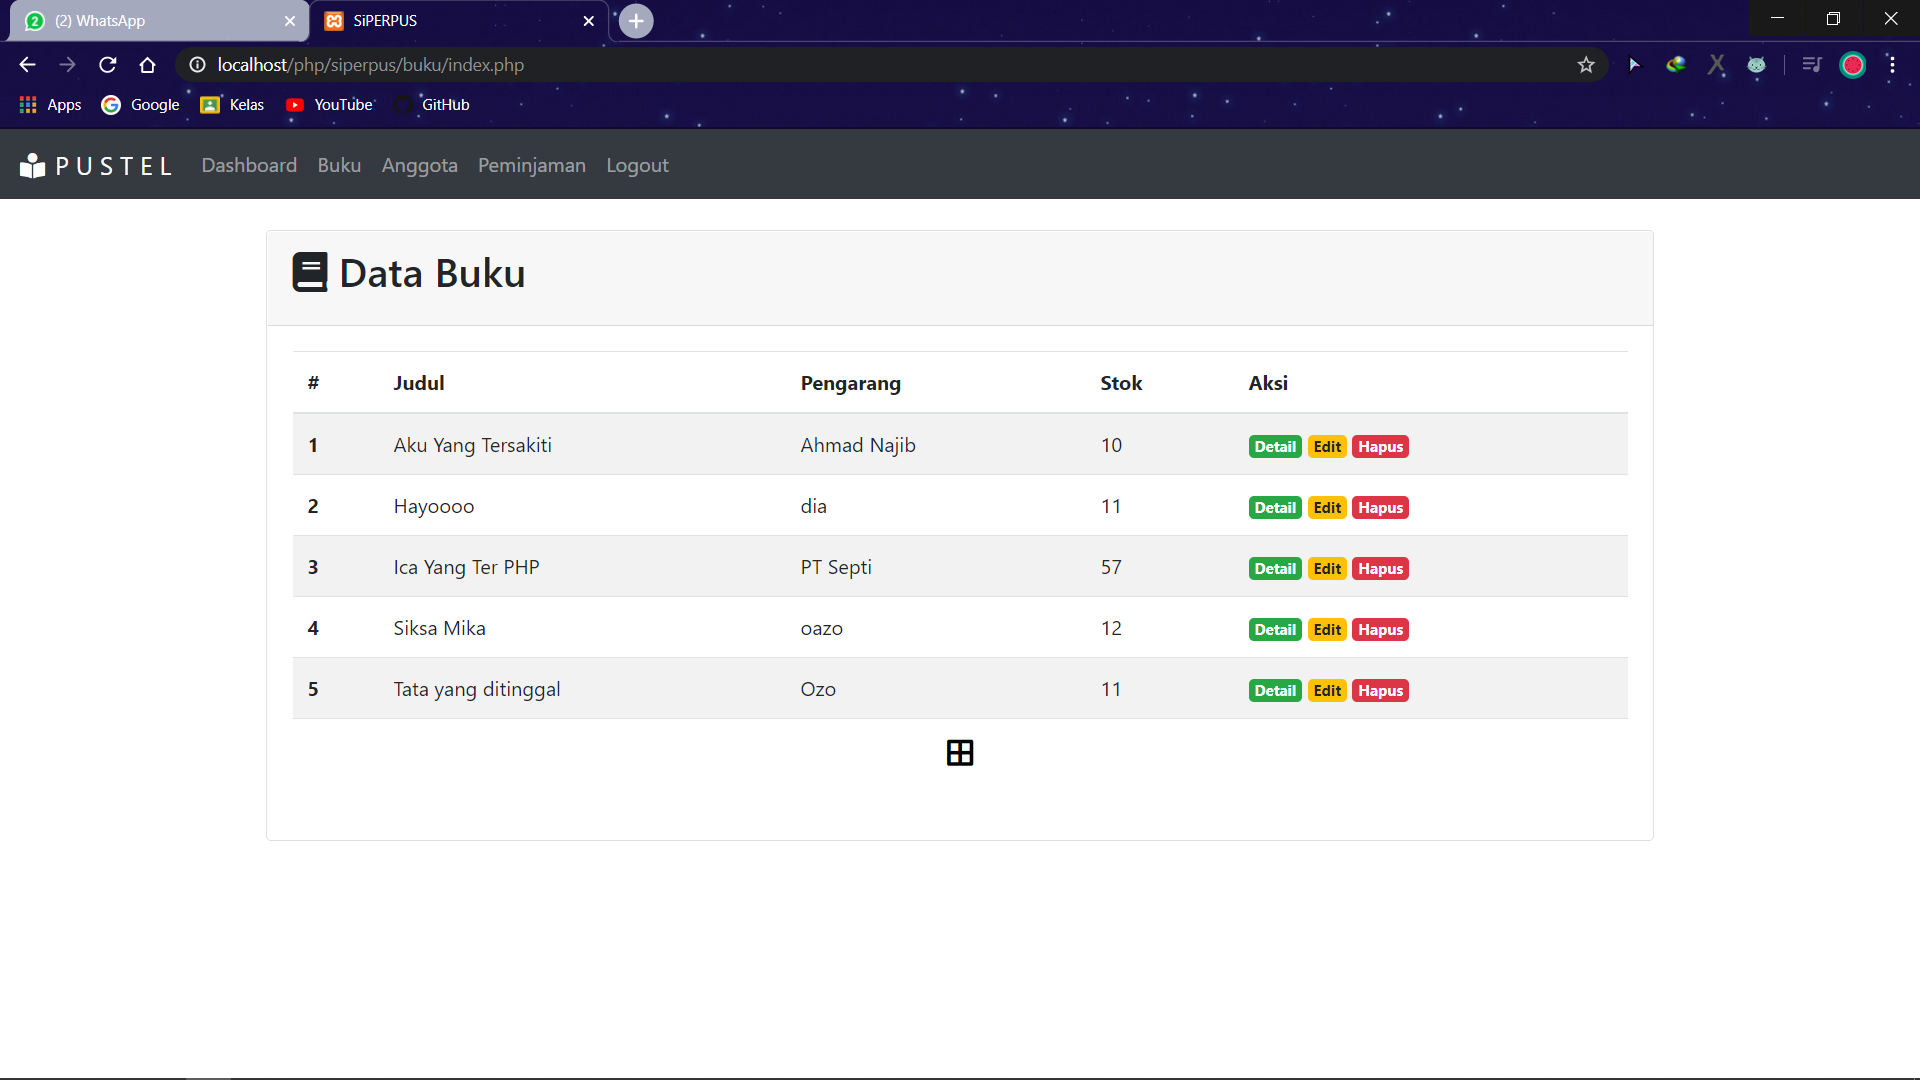 (2) WhatsApp
SiPERPUS
localhost/php/siperpus/buku/index.php
Apps Google Kelas YouTube GitHub
PUSTEL Dashboard Buku Anggota Peminjaman Logout
Data Buku
# Judul Pengarang Stok Aksi
1 Aku Yang Tersakiti Ahmad Najib 10 Detail Edit Hapus
2 Hayoooo dia 11 Detail Edit Hapus
3 Ica Yang Ter PHP PT Septi 57 Detail Edit Hapus
4 Siksa Mika oazo 12 Detail Edit Hapus
5 Tata yang ditinggal Ozo 11 Detail Edit Hapus